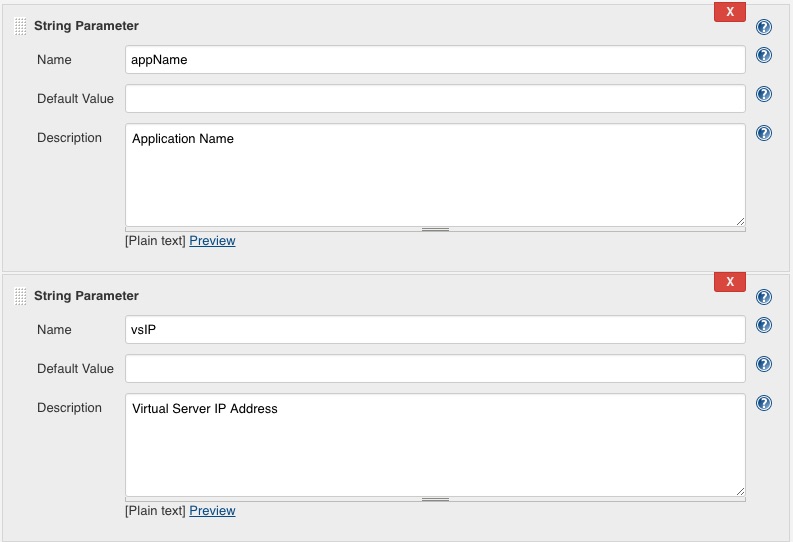 X
String Parameter
?
Name appName ?
Default Value ?
Description Application Name ?
[Plain text] Preview
X
String Parameter
?
Name vsIP ?
Default Value ?
Description Virtual Server IP Address ?
[Plain text] Preview